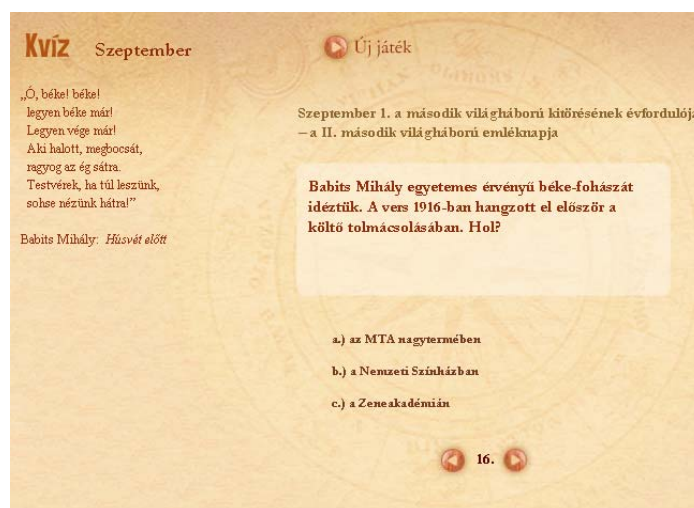 Kvíz Szeptember
Új játék
„Ó, béke! béke!
legyen béke már!
Legyen vége már!
Aki halott, megbocsát,
ragyog az ég sátra.
Testvérek, ha túl leszünk,
sohse nézünk hátra!”
Babits Mihály: Húsvét előtt
Szeptember 1. a második világháború kitörésének évfordulója
– a II. második világháború emléknapja
Babits Mihály egyetemes érvényű béke-fohászát
idéztük. A vers 1916-ban hangzott el először a
költő tolmácsolásában. Hol?
a.) az MTA nagytermében
b.) a Nemzeti Színházban
c.) a Zeneakadémián
16.